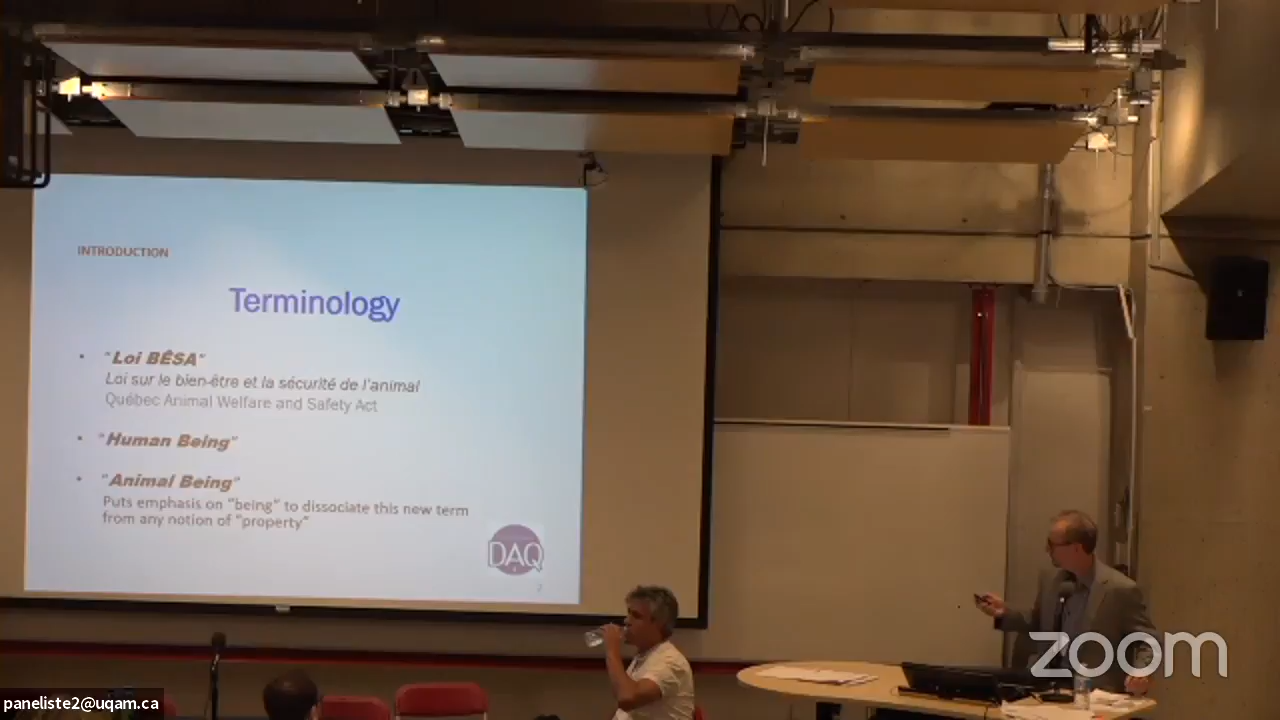 INTRODUCTION
Terminology
• "Loi BÊSA"
Loi sur le bien-être et la sécurité de l'animal
Québec Animal Welfare and Safety Act
• "Human Being"
• "Animal Being"
Puts emphasis on "being" to dissociate this new term
from any notion of "property"
DAQ
2
zoom
paneliste2@uqam.ca